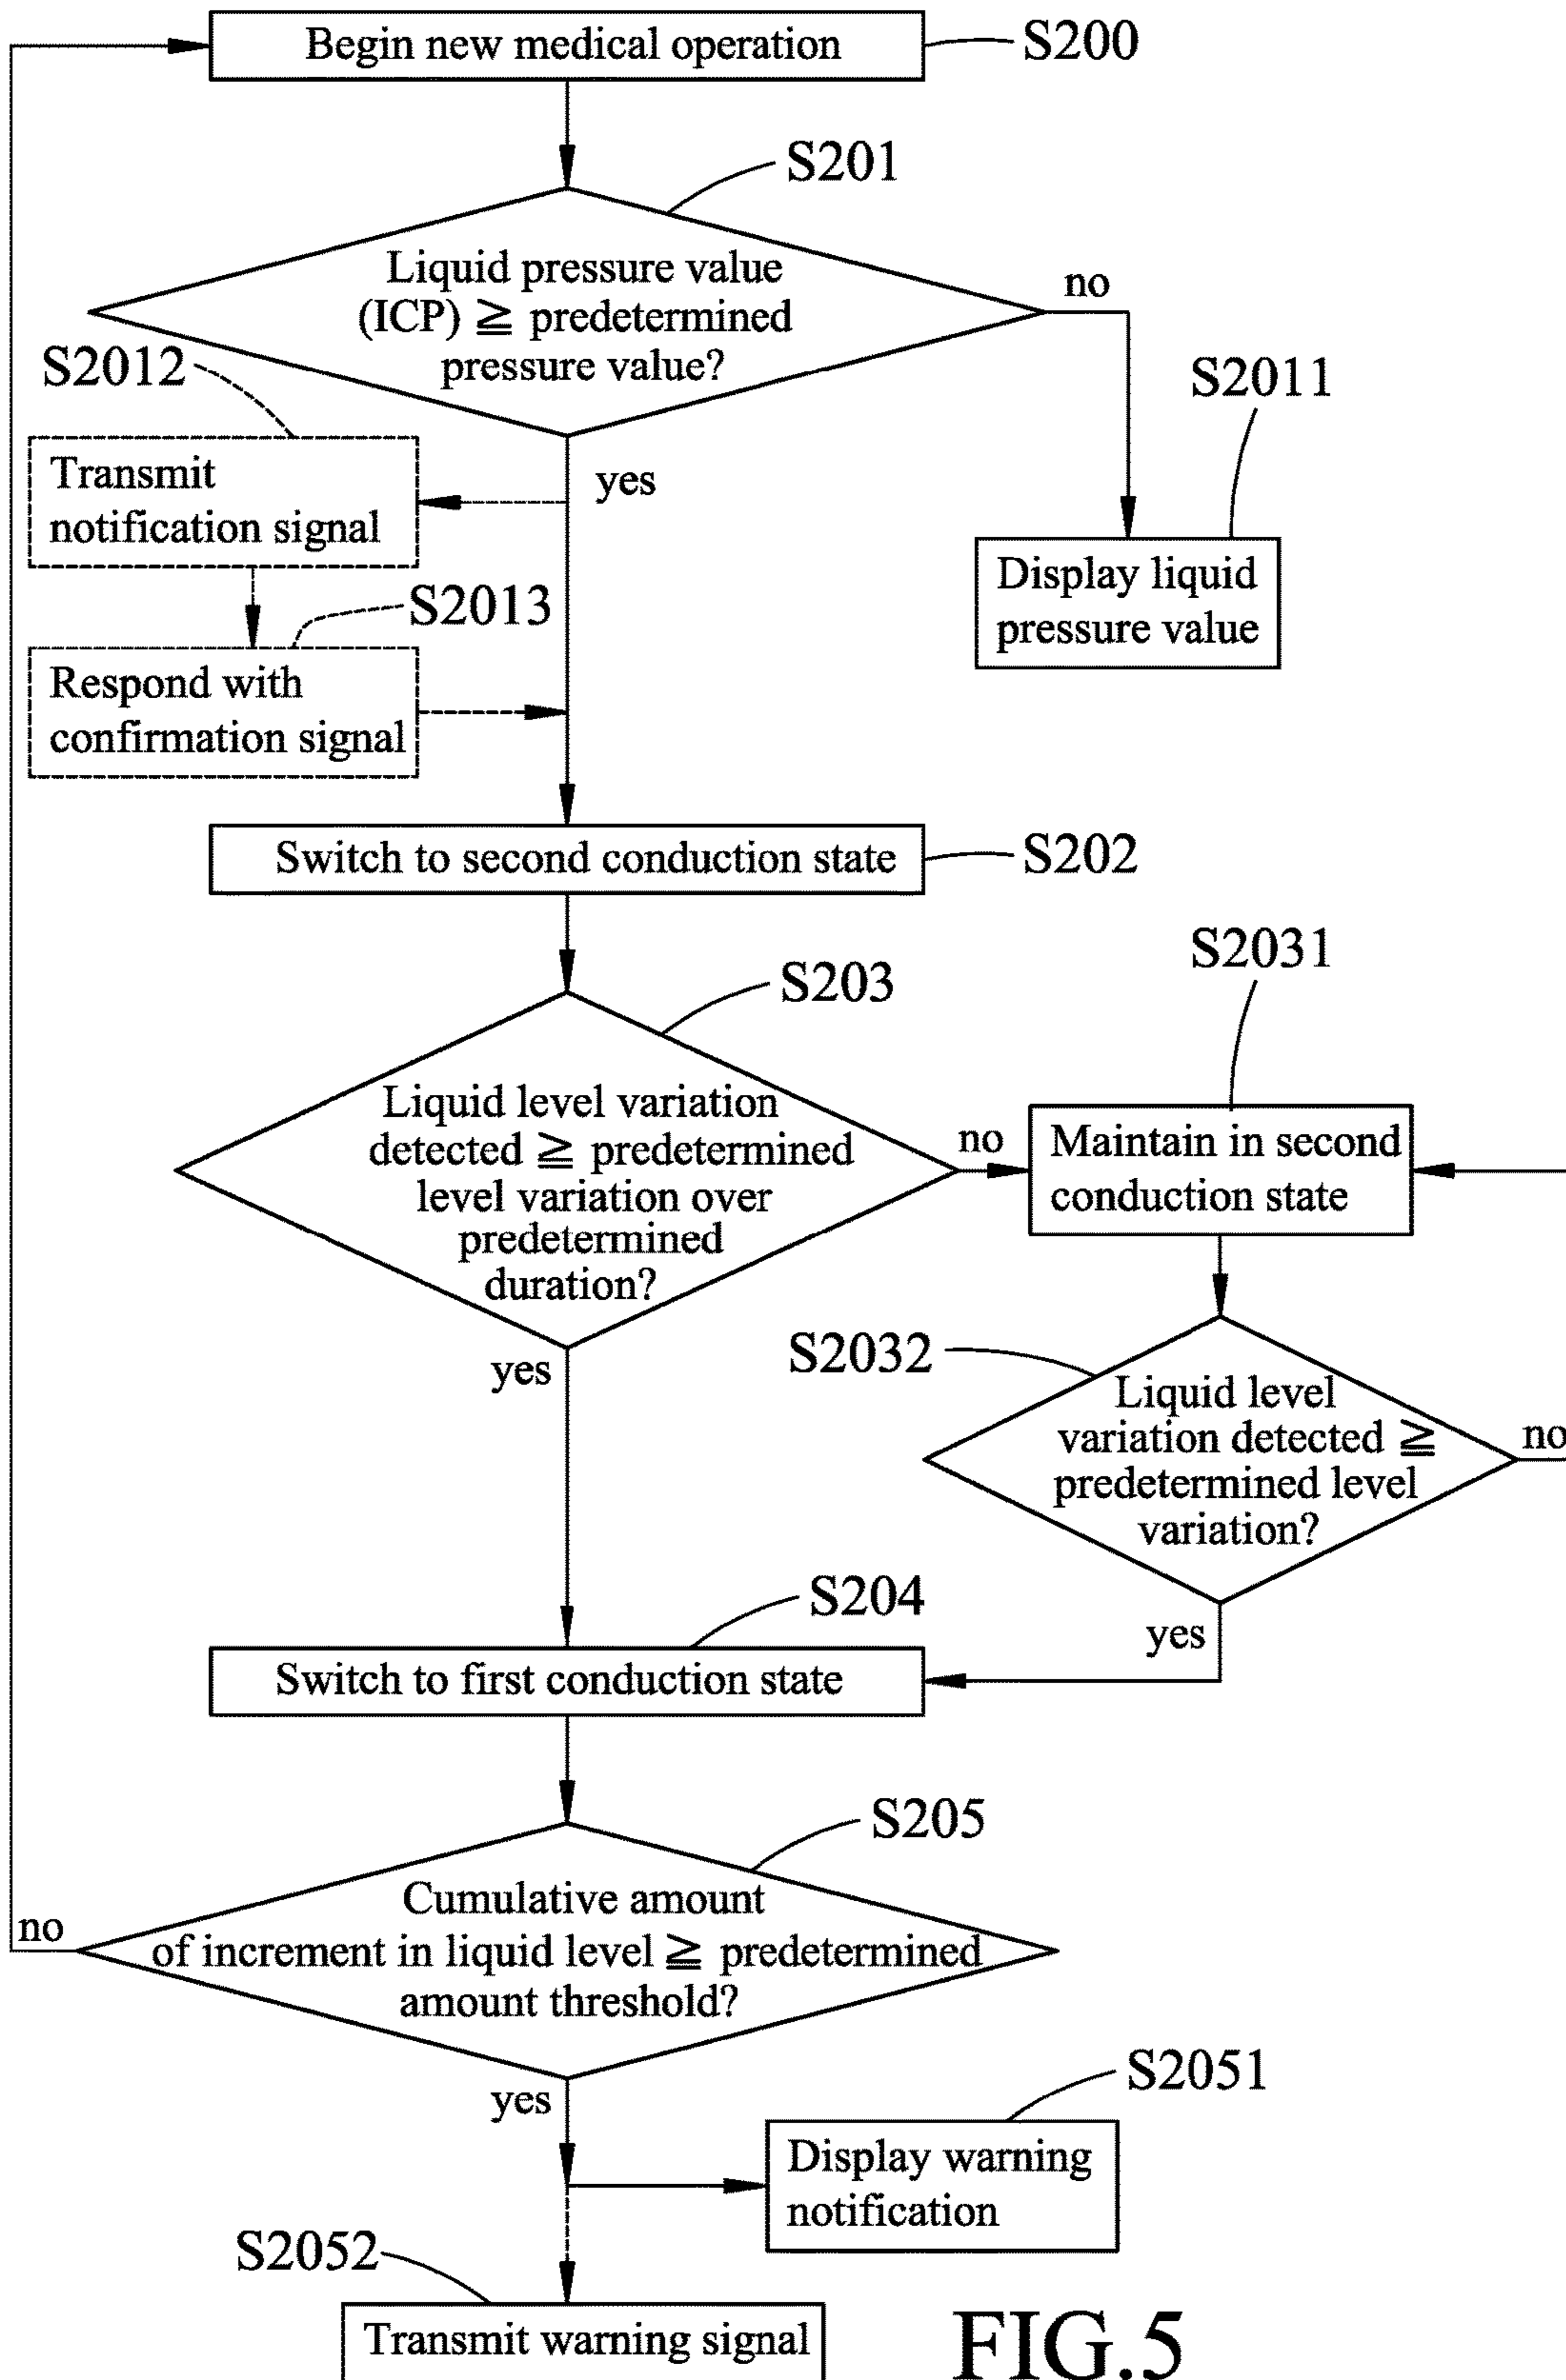 Begin new medical operation
S200
S201
Liquid pressure value
(ICP) ≧ predetermined
pressure value?
no
S2012
S2011
Transmit
notification signal
yes
Display liquid
pressure value
S2013
Respond with
confirmation signal
Switch to second conduction state
S202
S203
S2031
Liquid level variation
detected ≧ predetermined
level variation over
predetermined
duration?
no
Maintain in second
conduction state
yes
S2032
Liquid level
variation detected ≧
predetermined level
variation?
no
yes
S204
Switch to first conduction state
S205
Cumulative amount
of increment in liquid level ≧ predetermined
amount threshold?
no
yes
S2051
Display warning
notification
S2052
Transmit warning signal
FIG.5